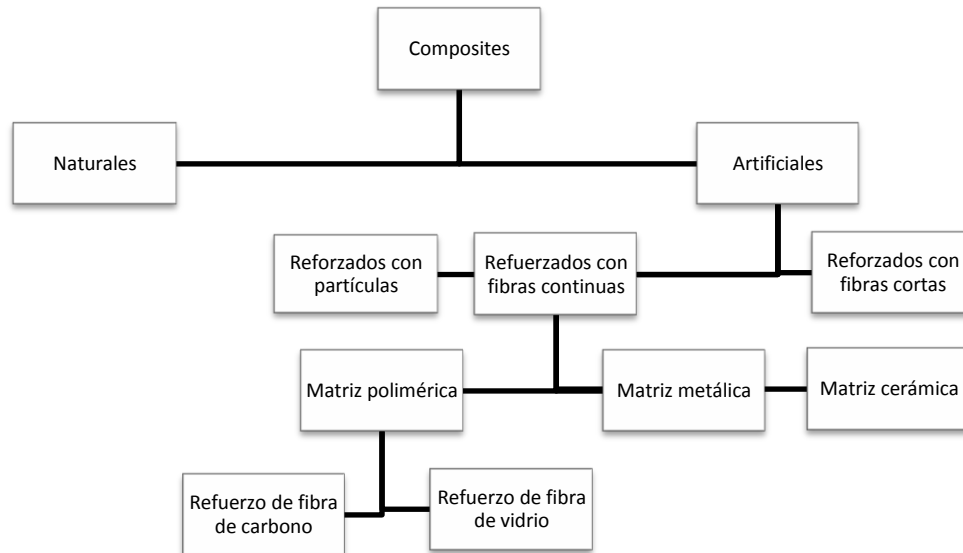 Composites
Naturales
Artificiales
Reforzados con
partículas
Refuerzados con
fibras continuas
Reforzados con
fibras cortas
Matriz polimérica
Matriz metálica
Matriz cerámica
Refuerzo de fibra
de carbono
Refuerzo de fibra
de vidrio